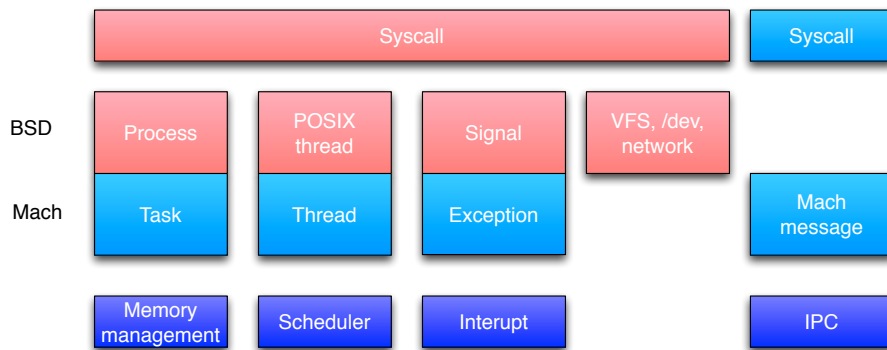 Syscall
Syscall
BSD
Process
POSIX
thread
Signal
VFS, /dev,
network
Mach
Task
Thread
Exception
Mach
message
Memory
management
Scheduler
Interupt
IPC